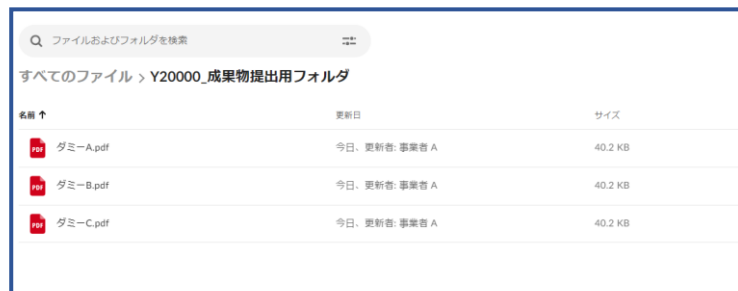 ファイルおよびフォルダを検索
すべてのファイル › Y20000_成果物提出用フォルダ
名前 ↑ 更新日 サイズ
PDF ダミーA.pdf 今日、更新者: 事業者 A 40.2 KB
PDF ダミーB.pdf 今日、更新者: 事業者 A 40.2 KB
PDF ダミーC.pdf 今日、更新者: 事業者 A 40.2 KB